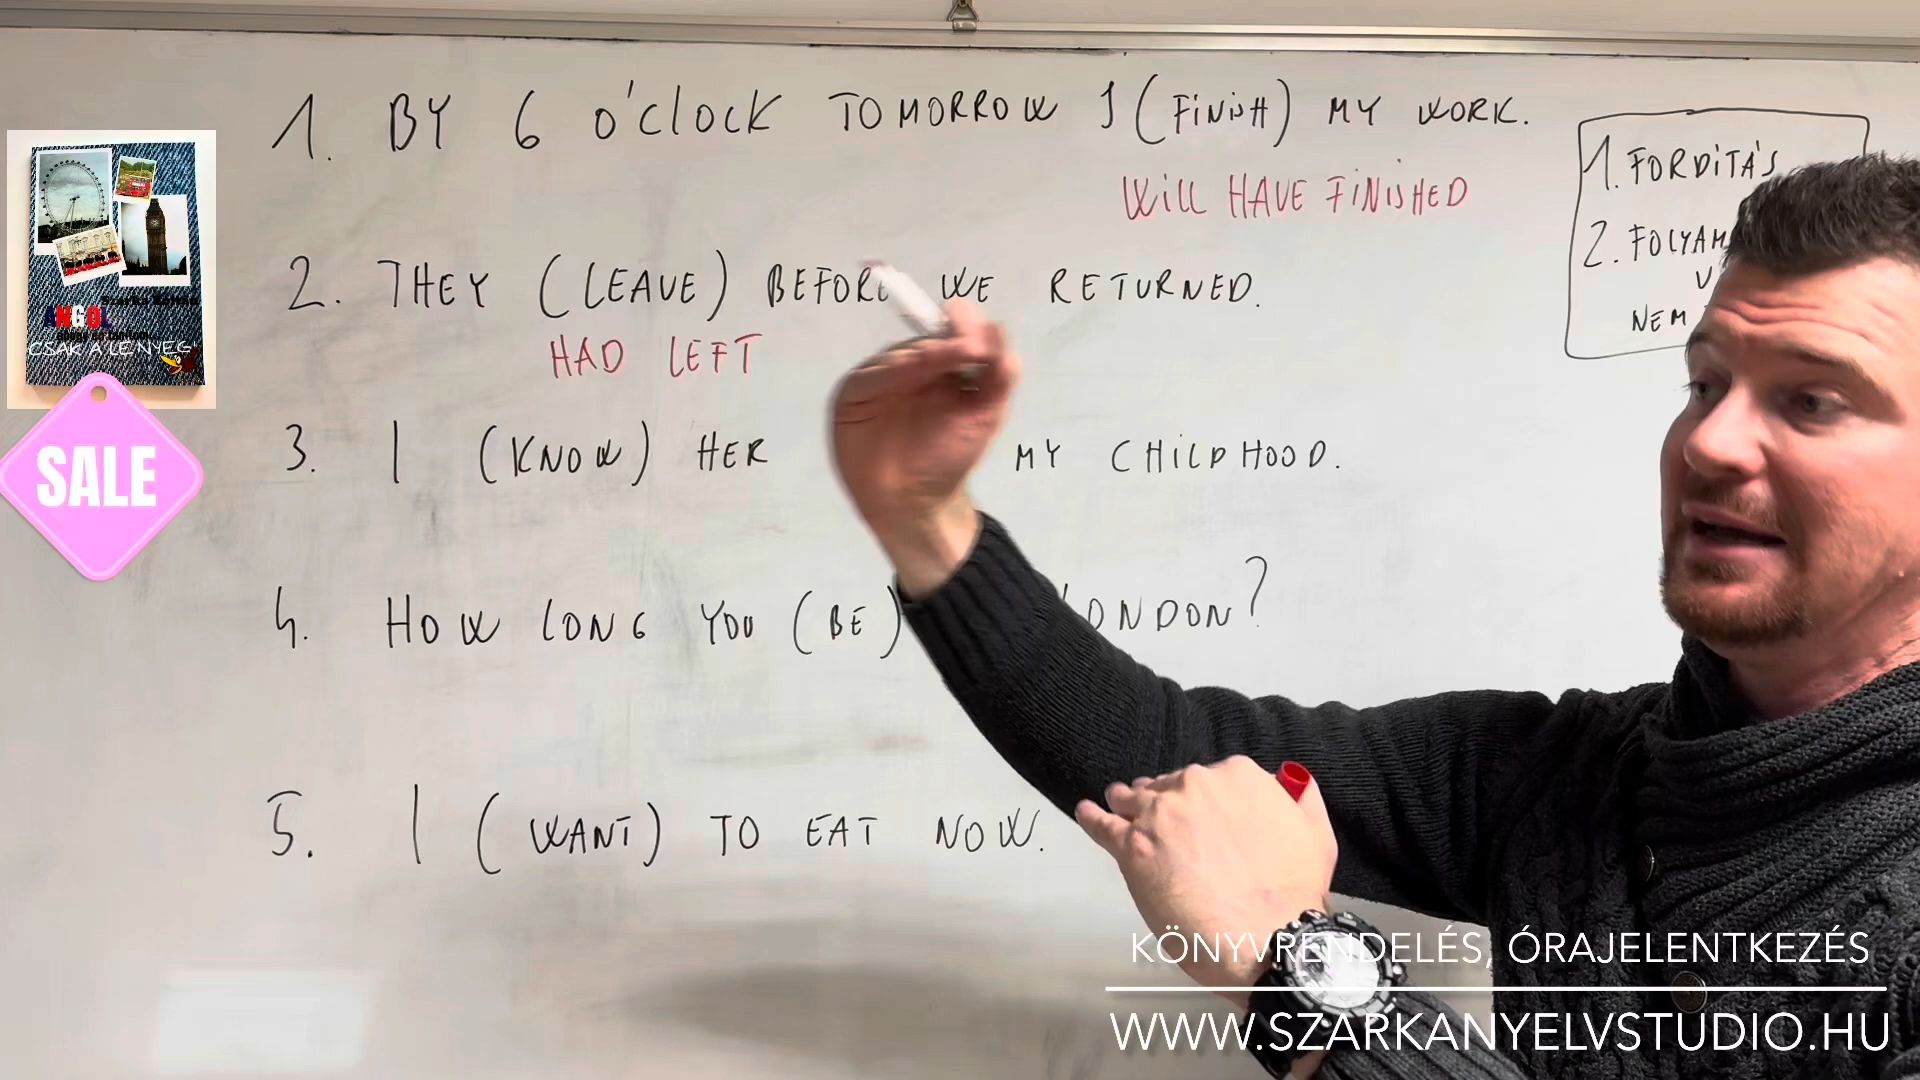 1. BY 6 O'CLOCK TOMORROW I (FINISH) MY WORK.
WILL HAVE FINISHED
2. THEY (LEAVE) BEFORE WE RETURNED.
HAD LEFT
3. I (KNOW) HER MY CHILDHOOD.
4. HOW LONG YOU (BE) LONDON?
5. I (WANT) TO EAT NOW.
1. FORDÍTÁS
2. FOLYAM
V
NEM
ANGOL
CSAK A LÉNYEG
SALE
KÖNYVRENDELÉS, ÓRAJELENTKEZÉS
WWW.SZARKANYELVSTUDIO.HU